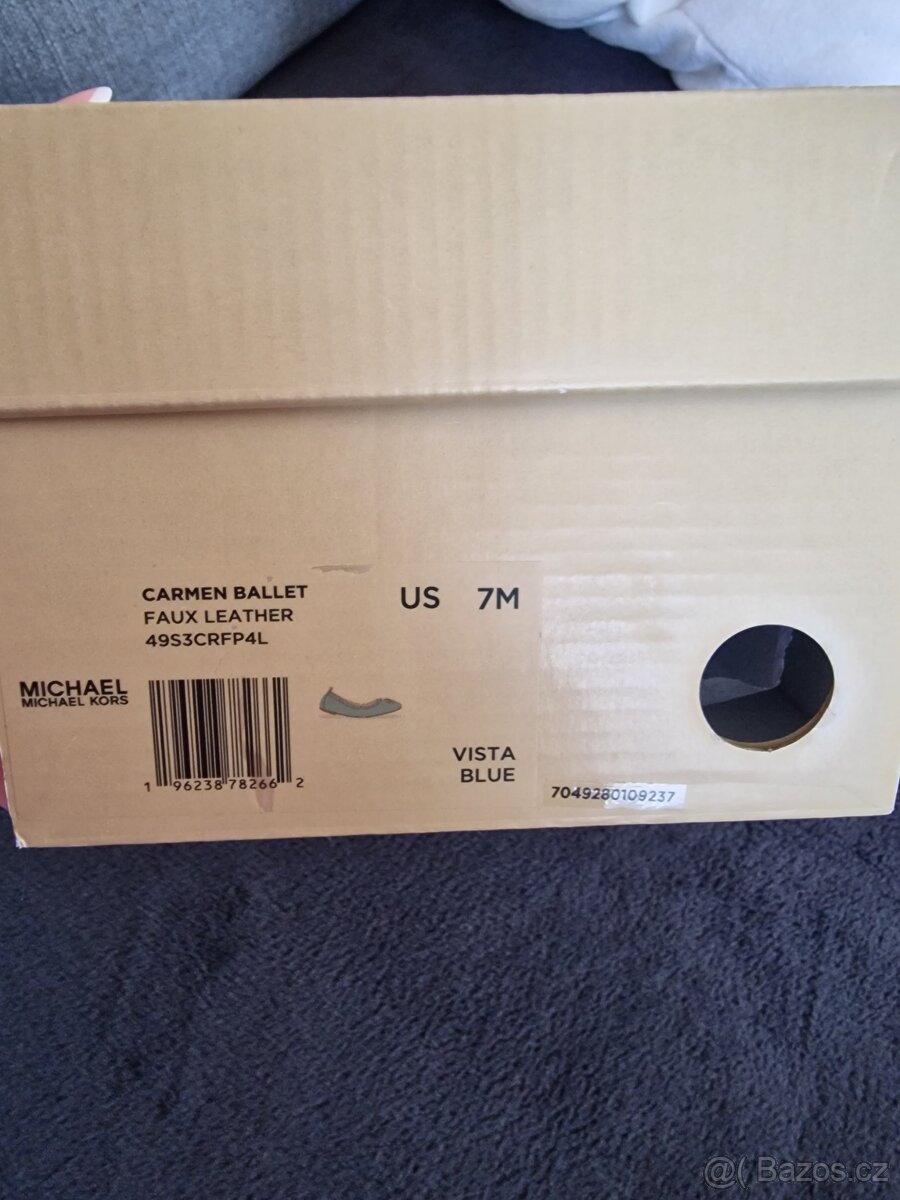 CARMEN BALLET
FAUX LEATHER
49S3CRFP4L
US 7M
MICHAEL
MICHAEL KORS
1 96238 78266 2
VISTA
BLUE
7049280109237
@( Bazos.cz